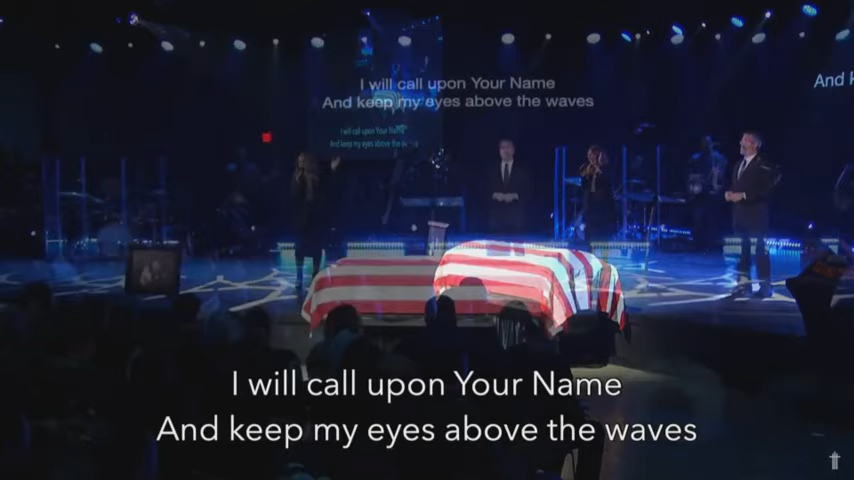 I will call upon Your Name
And keep my eyes above the waves
And
I will call upon Your Name
And keep my eyes above the waves
I will call upon Your Name
And keep my eyes above the waves